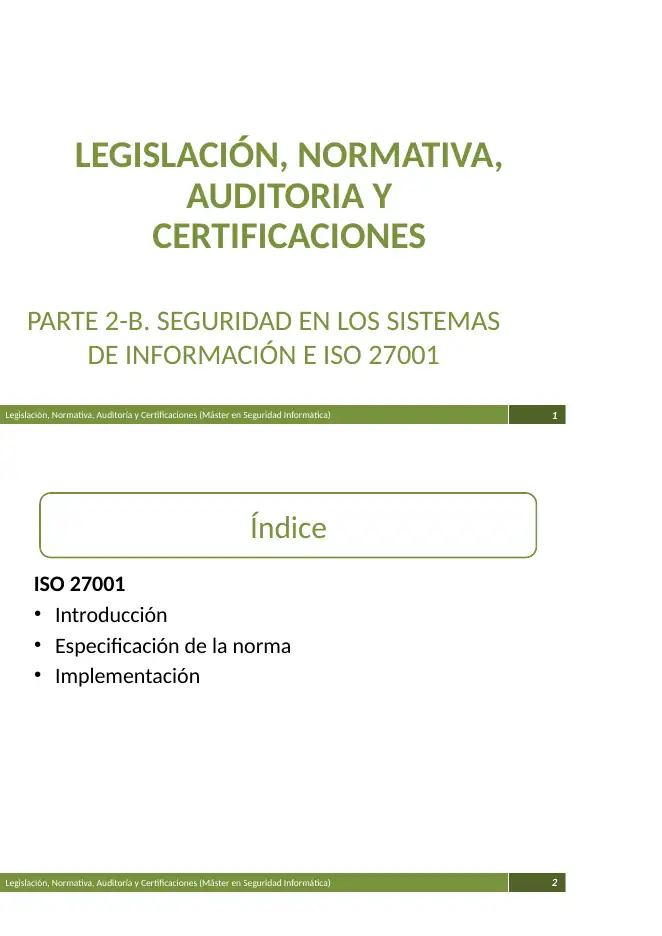 LEGISLACIÓN, NORMATIVA,
AUDITORIA Y
CERTIFICACIONES
PARTE 2-B. SEGURIDAD EN LOS SISTEMAS
DE INFORMACIÓN E ISO 27001
Legislación, Normativa, Auditoría y Certificaciones (Máster en Seguridad Informática)
1
Índice
ISO 27001
• Introducción
• Especificación de la norma
• Implementación
Legislación, Normativa, Auditoría y Certificaciones (Máster en Seguridad Informática)
2